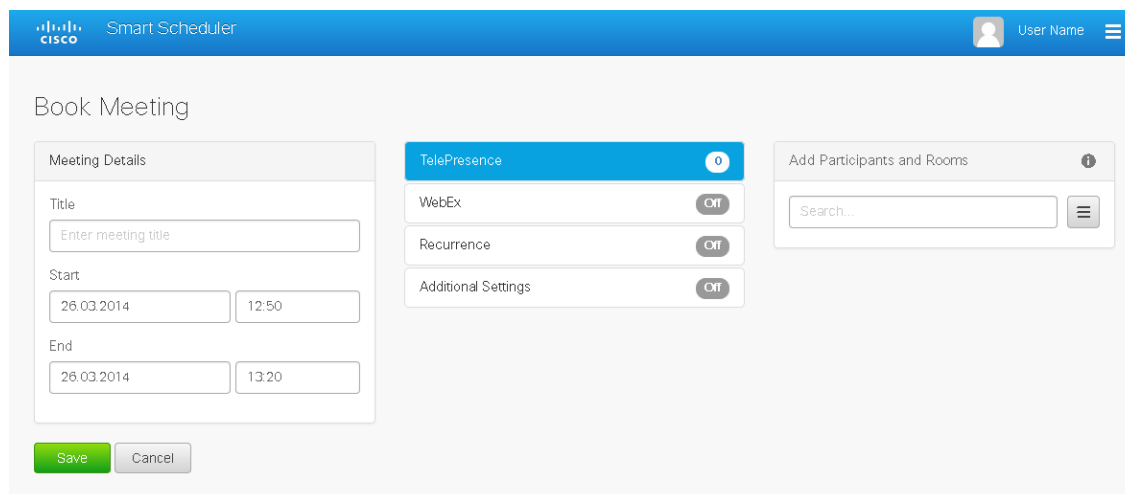 CISCO Smart Scheduler User Name
Book Meeting
Meeting Details
Title
Enter meeting title
Start
26.03.2014 12:50
End
26.03.2014 13:20
Save Cancel
TelePresence 0
WebEx Off
Recurrence Off
Additional Settings Off
Add Participants and Rooms i
Search...